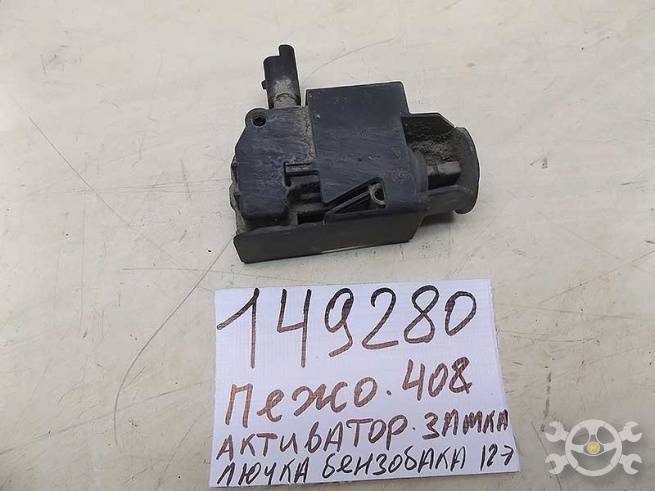 149280
Пежо. 408
АКТИВАТОР. ЗАМКА
ЛЮЧКА БЕНЗОБАКА 12→